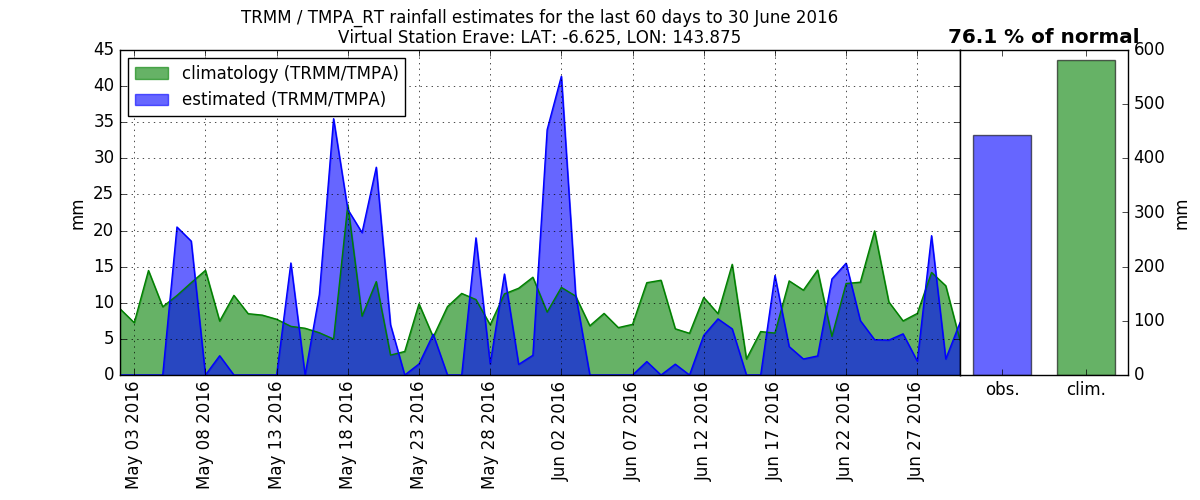 TRMM / TMPA_RT rainfall estimates for the last 60 days to 30 June 2016
Virtual Station Erave: LAT: -6.625, LON: 143.875
76.1 % of normal
climatology (TRMM/TMPA)
estimated (TRMM/TMPA)
45
40
35
30
25
20
15
10
5
0
mm
May 03 2016
May 08 2016
May 13 2016
May 18 2016
May 23 2016
May 28 2016
Jun 02 2016
Jun 07 2016
Jun 12 2016
Jun 17 2016
Jun 22 2016
Jun 27 2016
obs.
clim.
600
500
400
300
200
100
0
mm